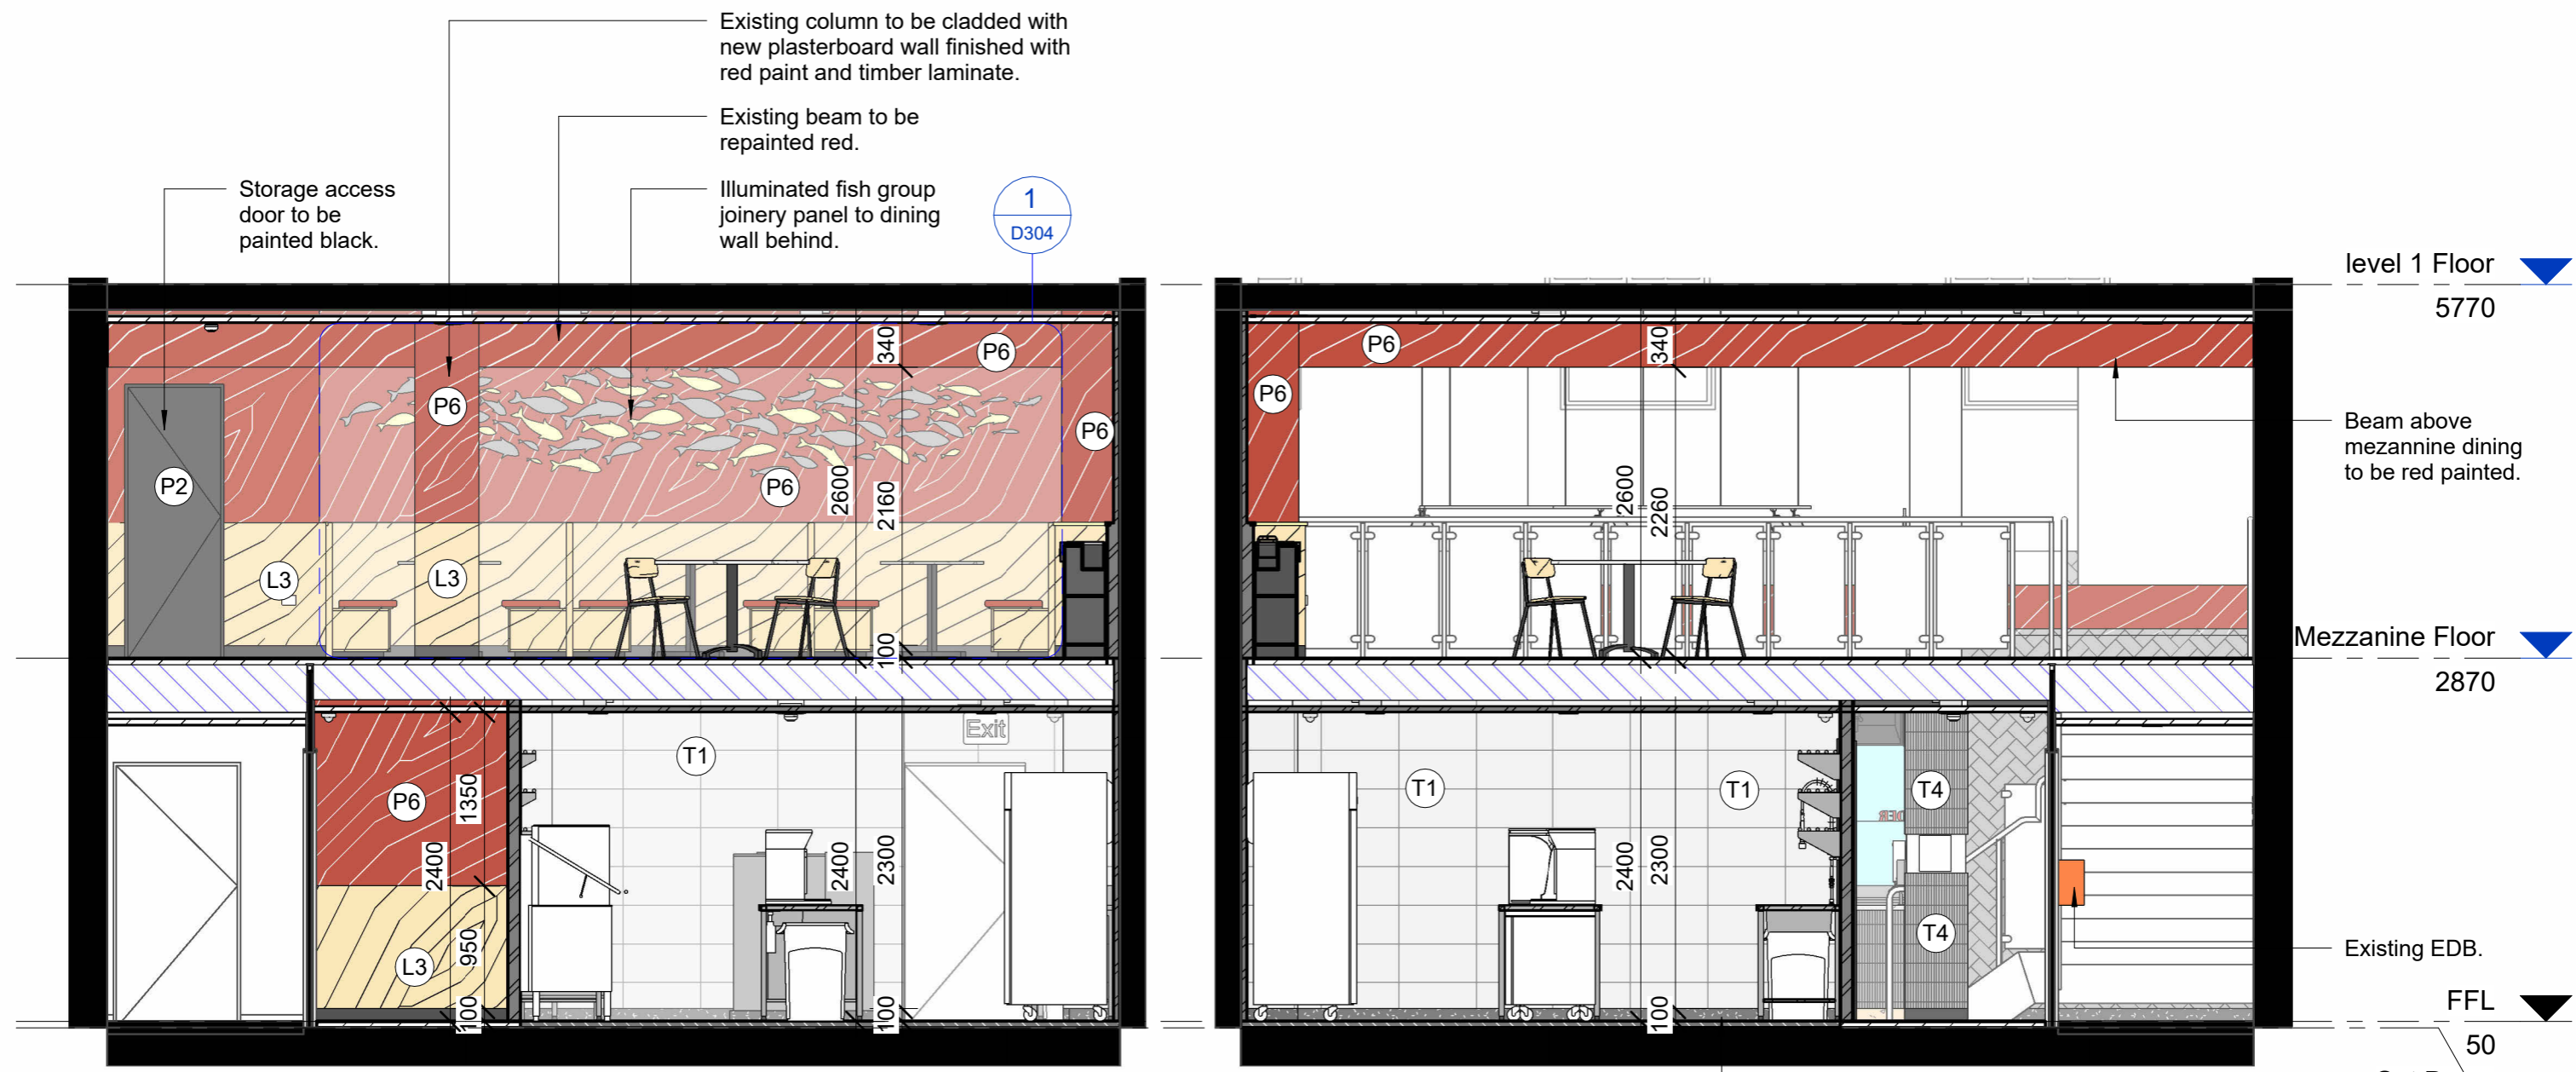 Existing column to be cladded with
new plasterboard wall finished with
red paint and timber laminate.
Existing beam to be
repainted red.
Storage access
door to be
painted black.
Illuminated fish group
joinery panel to dining
wall behind.
1
D304
level 1 Floor
5770
340
P6
P6
P6
P6
P2
2600
2160
L3
L3
100
P6
340
P6
2600
2260
Beam above
mezannine dining
to be red painted.
Mezzanine Floor
2870
Exit
T1
P6
1350
2400
2400
2300
L3
950
100
100
T1
T1
T4
2400
2300
T4
100
Existing EDB.
FFL
50